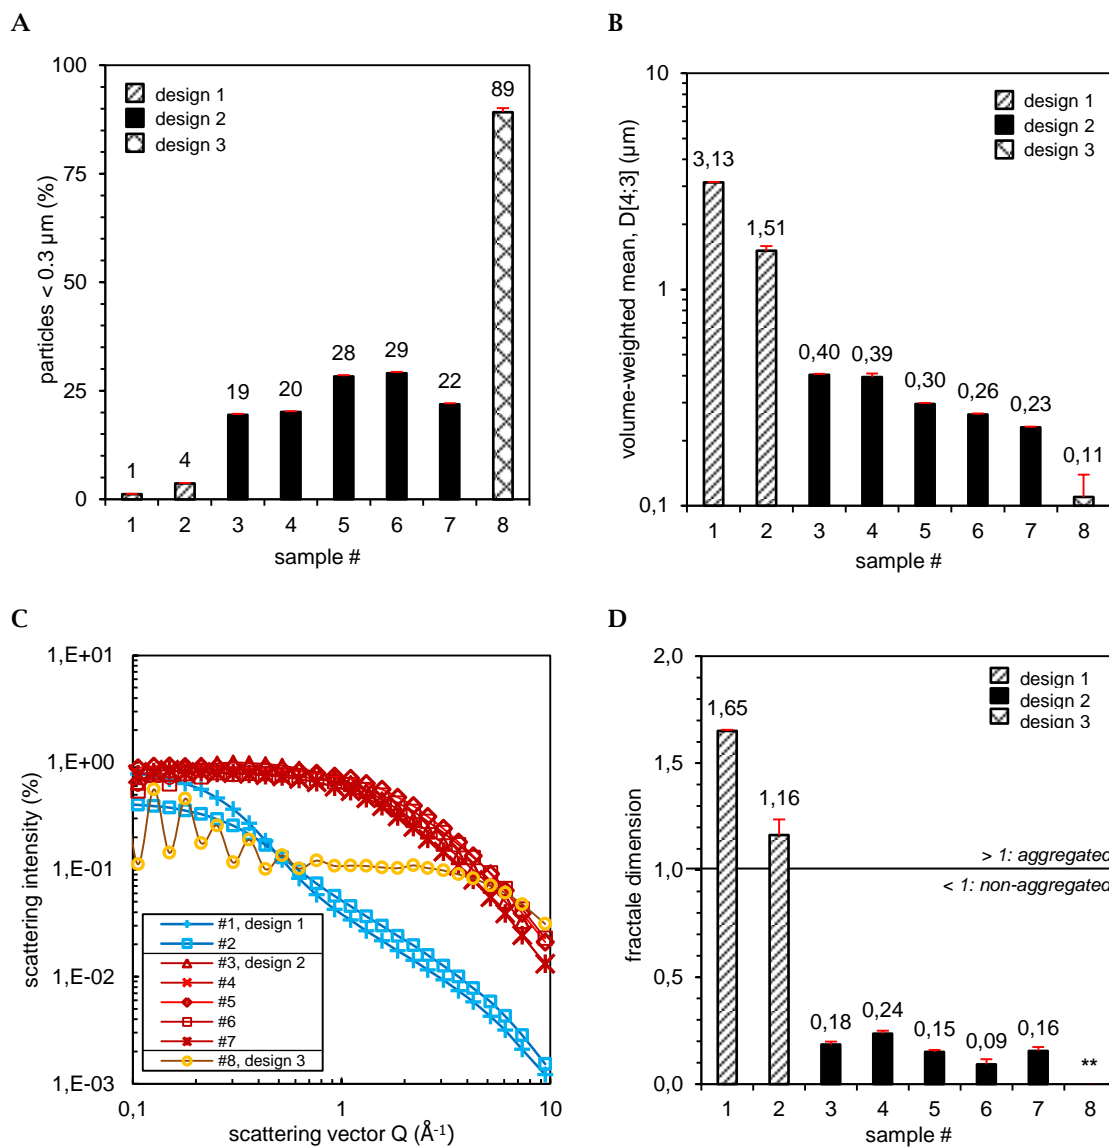 A
particles < 0.3 µm (%)
100
75
50
25
0
design 1
design 2
design 3
1
4
19
20
28
29
22
89
1 2 3 4 5 6 7 8
sample #
B
volume-weighted mean, D[4;3] (µm)
10
1
0,1
design 1
design 2
design 3
3,13
1,51
0,40
0,39
0,30
0,26
0,23
0,11
1 2 3 4 5 6 7 8
sample #
C
scattering intensity (%)
1,E+01
1,E+00
1,E-01
1,E-02
1,E-03
#1, design 1
#2
#3, design 2
#4
#5
#6
#7
#8, design 3
0,1 1 10
scattering vector Q (Å-1)
D
fractale dimension
2,0
1,5
1,0
0,5
0,0
design 1
design 2
design 3
1,65
1,16
> 1: aggregated
< 1: non-aggregated
0,18
0,24
0,15
0,09
0,16
**
1 2 3 4 5 6 7 8
sample #